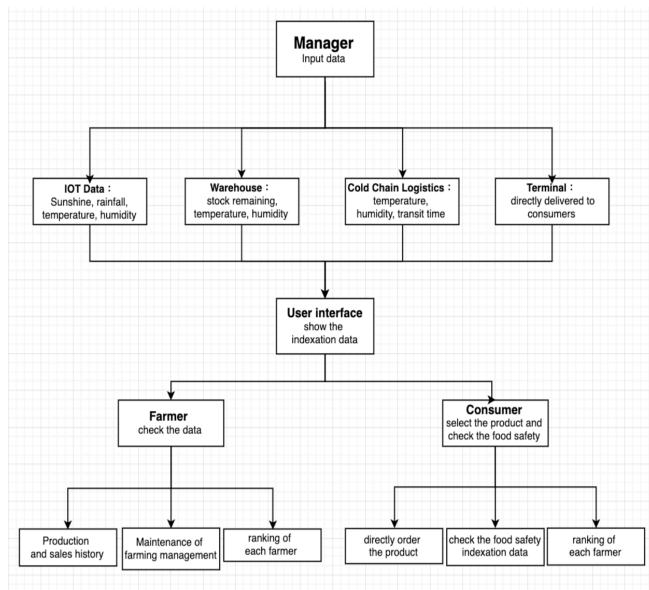 Manager
Input data
IOT Data：
Sunshine, rainfall,
temperature, humidity
Warehouse：
stock remaining,
temperature, humidity
Cold Chain Logistics：
temperature,
humidity, transit time
Terminal：
directly delivered to
consumers
User interface
show the
indexation data
Farmer
check the data
Consumer
select the product and
check the food safety
Production
and sales history
Maintenance of
farming management
ranking of
each farmer
directly order
the product
check the food safety
indexation data
ranking of
each farmer